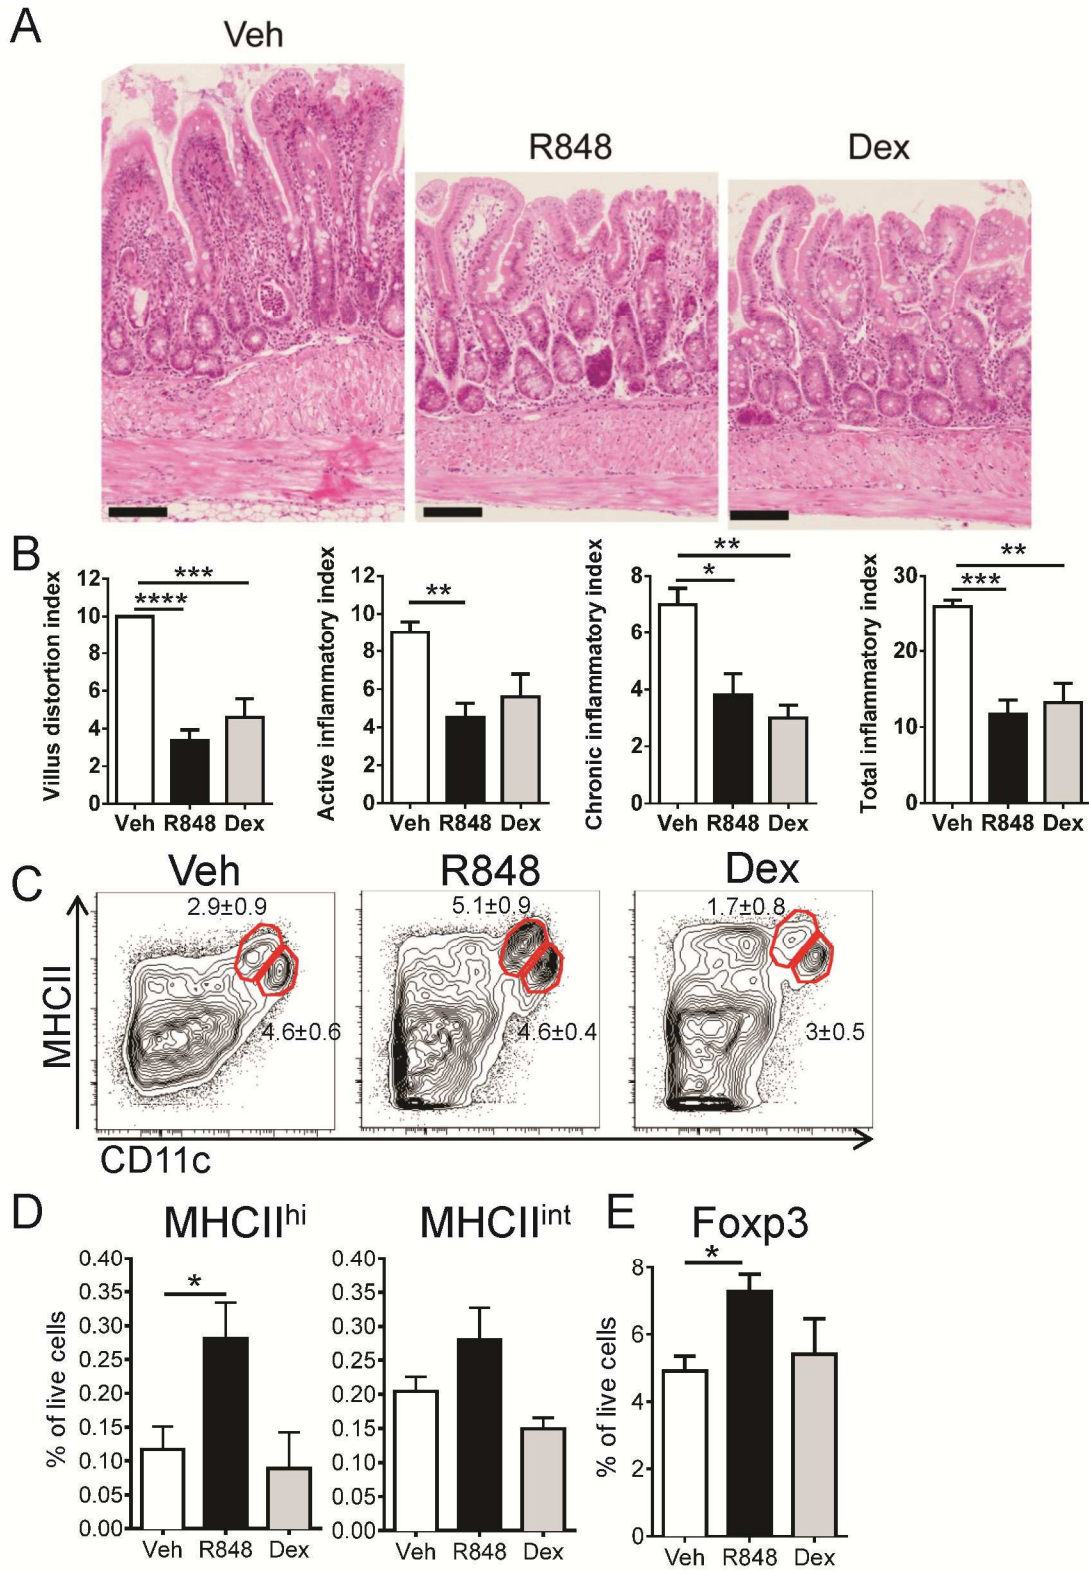 A
Veh
R848
Dex
B
Villus distortion index
12
10
8
6
4
2
0
***
****
Veh R848 Dex
Active inflammatory index
12
10
8
6
4
2
0
**
Veh R848 Dex
Chronic inflammatory index
8
6
4
2
0
**
*
Veh R848 Dex
Total inflammatory index
30
20
10
0
**
***
Veh R848 Dex
C
Veh
R848
Dex
2.9±0.9
5.1±0.9
1.7±0.8
4.6±0.6
4.6±0.4
3±0.5
MHCII
CD11c
D
MHCIIhi
% of live cells
0.40
0.35
0.30
0.25
0.20
0.15
0.10
0.05
0.00
*
Veh R848 Dex
MHCIIint
0.40
0.35
0.30
0.25
0.20
0.15
0.10
0.05
0.00
Veh R848 Dex
E
Foxp3
% of live cells
8
6
4
2
0
*
Veh R848 Dex